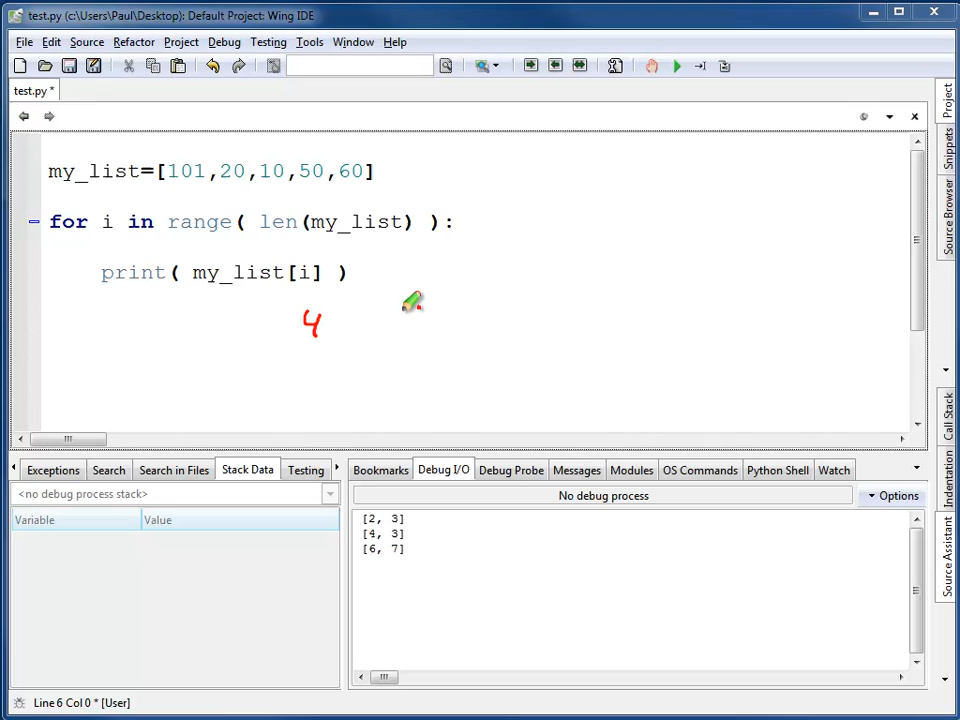 test.py (c:\Users\Paul\Desktop): Default Project: Wing IDE
File Edit Source Refactor Project Debug Testing Tools Window Help
test.py *
my_list=[101,20,10,50,60]
for i in range( len(my_list) ):
print( my_list[i] )
4
Project
Snippets
Source Browser
Call Stack
Indentation
Source Assistant
Exceptions Search Search in Files Stack Data Testing
<no debug process stack>
Variable Value
Bookmarks Debug I/O Debug Probe Messages Modules OS Commands Python Shell Watch
No debug process Options
[2, 3]
[4, 3]
[6, 7]
Line 6 Col 0 * [User]